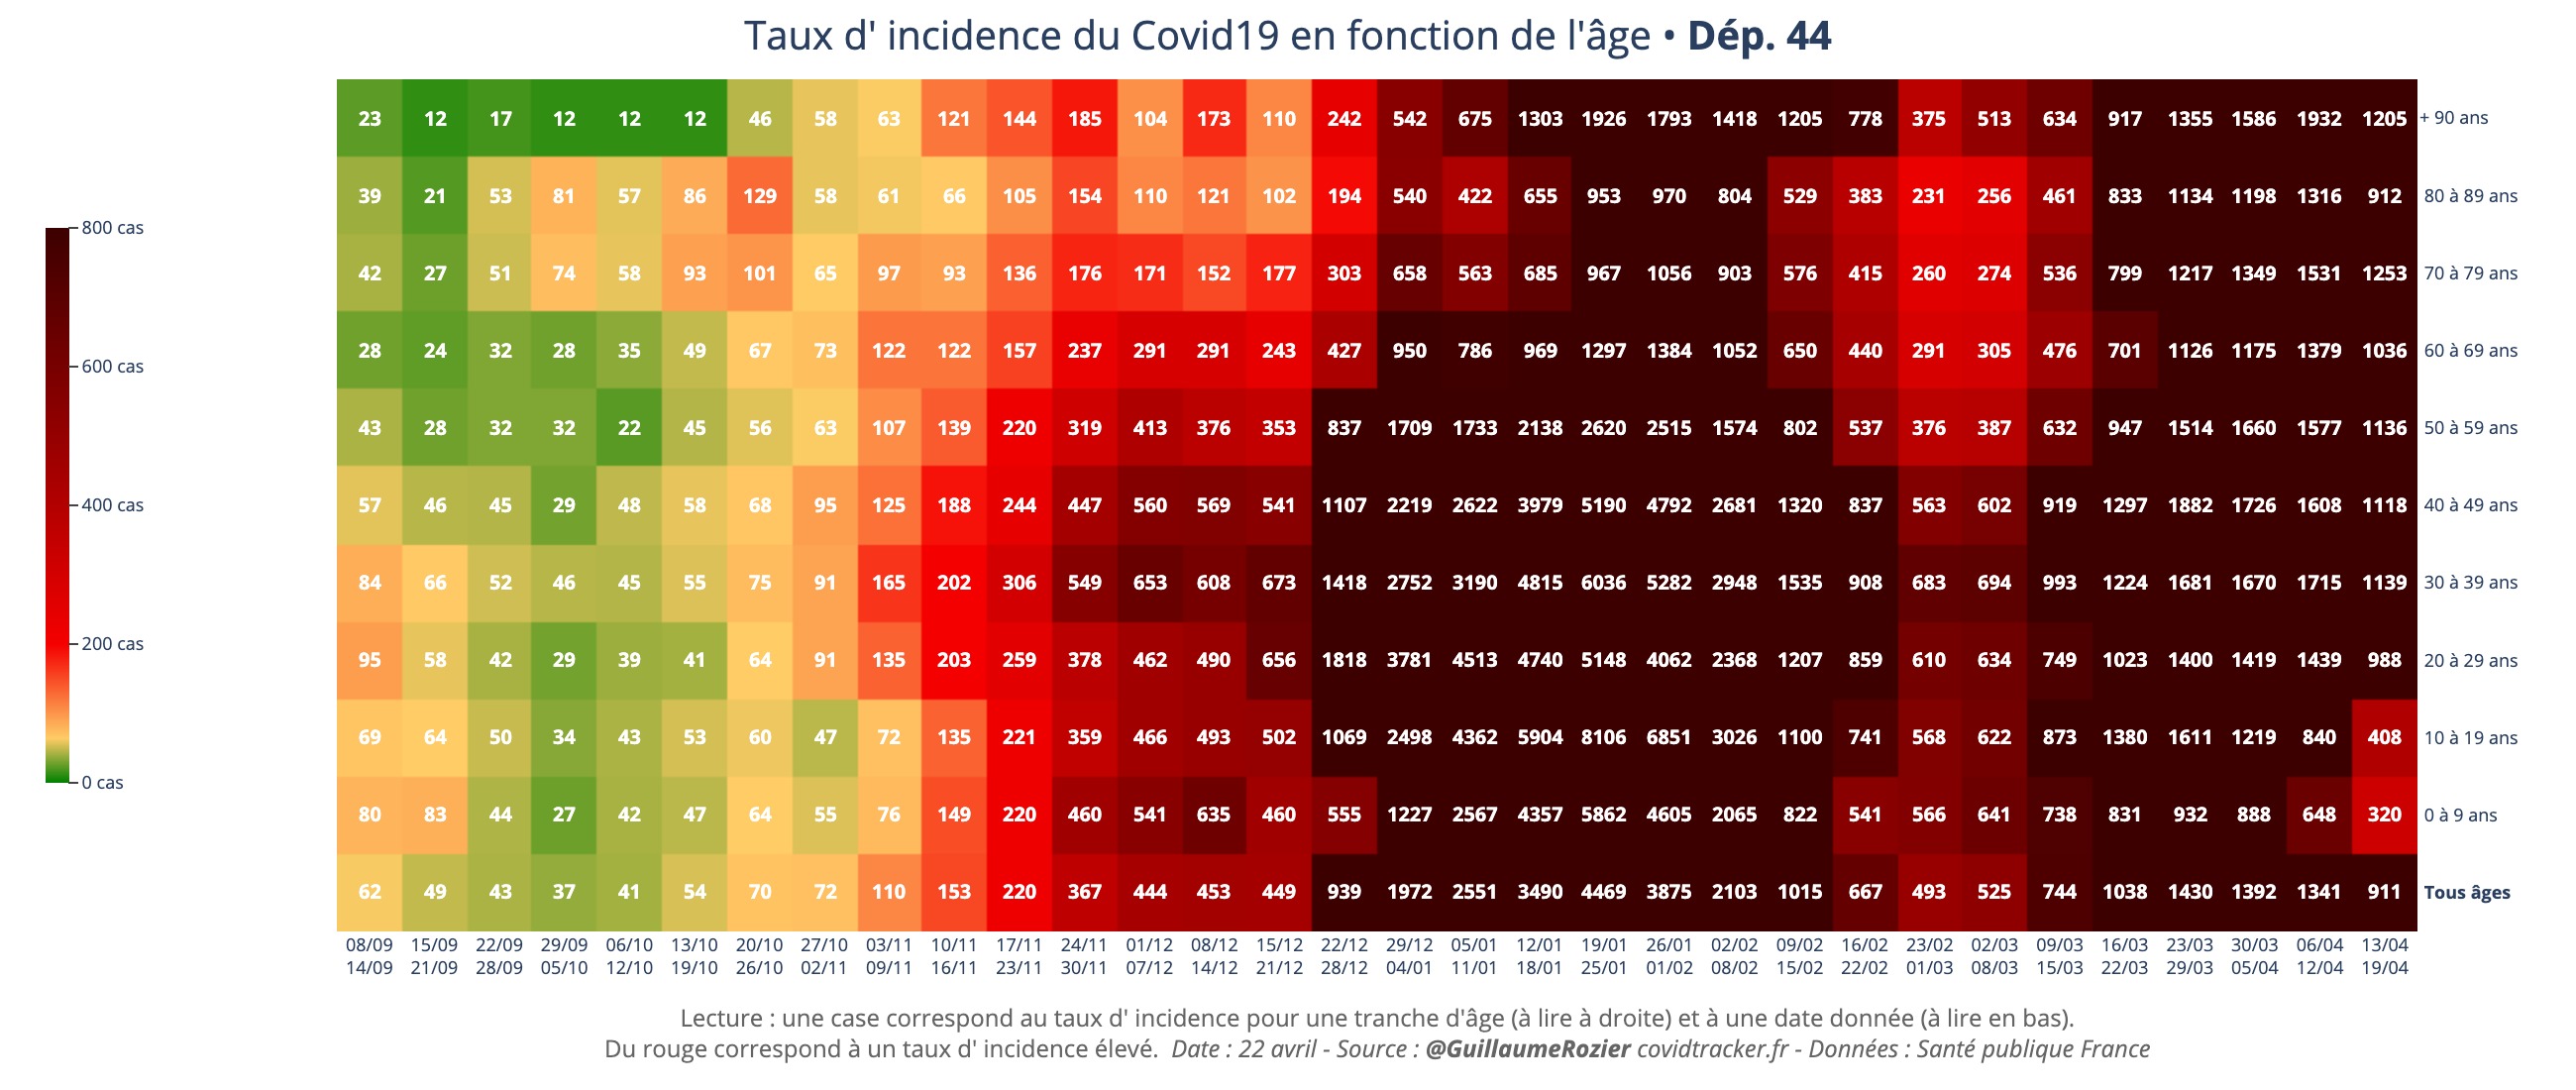 Taux d' incidence du Covid19 en fonction de l'âge • Dép. 44
800 cas
600 cas
400 cas
200 cas
0 cas
23 12 17 12 12 12 46 58 63 121 144 185 104 173 110 242 542 675 1303 1926 1793 1418 1205 778 375 513 634 917 1355 1586 1932 1205 + 90 ans
39 21 53 81 57 86 129 58 61 66 105 154 110 121 102 194 540 422 655 953 970 804 529 383 231 256 461 833 1134 1198 1316 912 80 à 89 ans
42 27 51 74 58 93 101 65 97 93 136 176 171 152 177 303 658 563 685 967 1056 903 576 415 260 274 536 799 1217 1349 1531 1253 70 à 79 ans
28 24 32 28 35 49 67 73 122 122 157 237 291 291 243 427 950 786 969 1297 1384 1052 650 440 291 305 476 701 1126 1175 1379 1036 60 à 69 ans
43 28 32 32 22 45 56 63 107 139 220 319 413 376 353 837 1709 1733 2138 2620 2515 1574 802 537 376 387 632 947 1514 1660 1577 1136 50 à 59 ans
57 46 45 29 48 58 68 95 125 188 244 447 560 569 541 1107 2219 2622 3979 5190 4792 2681 1320 837 563 602 919 1297 1882 1726 1608 1118 40 à 49 ans
84 66 52 46 45 55 75 91 165 202 306 549 653 608 673 1418 2752 3190 4815 6036 5282 2948 1535 908 683 694 993 1224 1681 1670 1715 1139 30 à 39 ans
95 58 42 29 39 41 64 91 135 203 259 378 462 490 656 1818 3781 4513 4740 5148 4062 2368 1207 859 610 634 749 1023 1400 1419 1439 988 20 à 29 ans
69 64 50 34 43 53 60 47 72 135 221 359 466 493 502 1069 2498 4362 5904 8106 6851 3026 1100 741 568 622 873 1380 1611 1219 840 408 10 à 19 ans
80 83 44 27 42 47 64 55 76 149 220 460 541 635 460 555 1227 2567 4357 5862 4605 2065 822 541 566 641 738 831 932 888 648 320 0 à 9 ans
62 49 43 37 41 54 70 72 110 153 220 367 444 453 449 939 1972 2551 3490 4469 3875 2103 1015 667 493 525 744 1038 1430 1392 1341 911 Tous âges
08/09 15/09 22/09 29/09 06/10 13/10 20/10 27/10 03/11 10/11 17/11 24/11 01/12 08/12 15/12 22/12 29/12 05/01 12/01 19/01 26/01 02/02 09/02 16/02 23/02 02/03 09/03 16/03 23/03 30/03 06/04 13/04
14/09 21/09 28/09 05/10 12/10 19/10 26/10 02/11 09/11 16/11 23/11 30/11 07/12 14/12 21/12 28/12 04/01 11/01 18/01 25/01 01/02 08/02 15/02 22/02 01/03 08/03 15/03 22/03 29/03 05/04 12/04 19/04
Lecture : une case correspond au taux d' incidence pour une tranche d'âge (à lire à droite) et à une date donnée (à lire en bas).
Du rouge correspond à un taux d' incidence élevé. Date : 22 avril - Source : @GuillaumeRozier covidtracker.fr - Données : Santé publique France